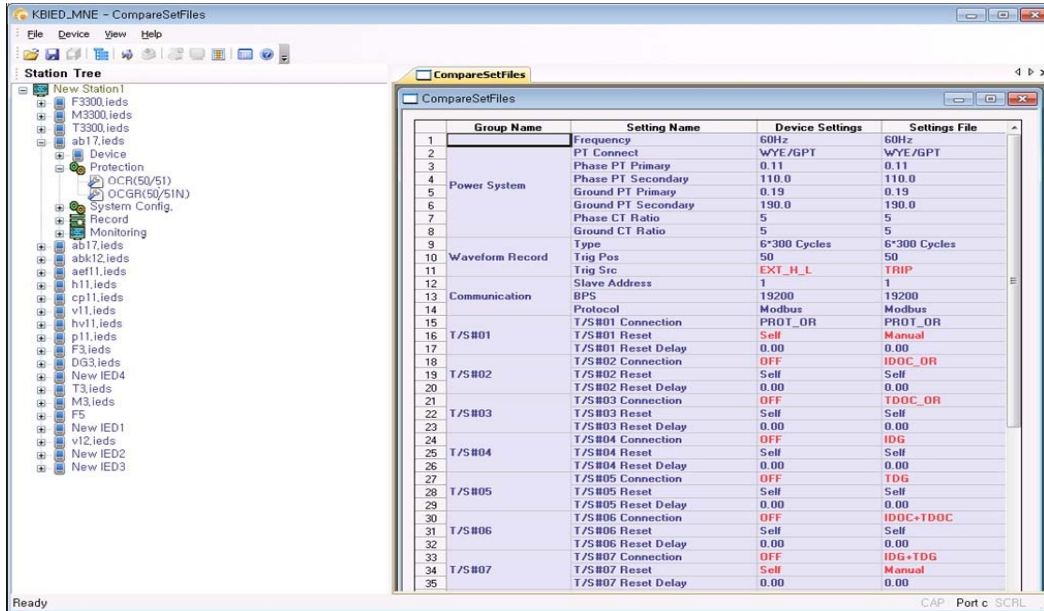 KBIED_MNE - CompareSetFiles
File Device View Help
Station Tree
New Station1
F3300,ieds
M3300,ieds
T3300,ieds
ab17,ieds
Device
Protection
OCR(50/51)
OCGR(50/51N)
System Config,
Record
Monitoring
ab17,ieds
abk12,ieds
aef11,ieds
h11,ieds
cp11,ieds
v11,ieds
hv11,ieds
p11,ieds
F3,ieds
DG3,ieds
New IED4
T3,ieds
M3,ieds
F5
New IED1
v12,ieds
New IED2
New IED3
CompareSetFiles
CompareSetFiles
Group Name Setting Name Device Settings Settings File
1 Frequency 60Hz 60Hz
2 PT Connect WYE/GPT WYE/GPT
3 Phase PT Primary 0.11 0.11
4 Phase PT Secondary 110.0 110.0
Power System
5 Ground PT Primary 0.19 0.19
6 Ground PT Secondary 190.0 190.0
7 Phase CT Ratio 5 5
8 Ground CT Ratio 5 5
9 Type 6*300 Cycles 6*300 Cycles
10 Waveform Record Trig Pos 50 50
11 Trig Src EXT_H_L TRIP
12 Slave Address 1 1
13 Communication BPS 19200 19200
14 Protocol Modbus Modbus
15 T/S#01 Connection PROT_OR PROT_OR
16 T/S#01 T/S#01 Reset Self Manual
17 T/S#01 Reset Delay 0.00 0.00
18 T/S#02 Connection OFF IDOC_OR
19 T/S#02 T/S#02 Reset Self Self
20 T/S#02 Reset Delay 0.00 0.00
21 T/S#03 Connection OFF TDOC_OR
22 T/S#03 T/S#03 Reset Self Self
23 T/S#03 Reset Delay 0.00 0.00
24 T/S#04 Connection OFF IDG
25 T/S#04 T/S#04 Reset Self Self
26 T/S#04 Reset Delay 0.00 0.00
27 T/S#05 Connection OFF TDG
28 T/S#05 T/S#05 Reset Self Self
29 T/S#05 Reset Delay 0.00 0.00
30 T/S#06 Connection OFF IDOC+TDOC
31 T/S#06 T/S#06 Reset Self Self
32 T/S#06 Reset Delay 0.00 0.00
33 T/S#07 Connection OFF IDG+TDG
34 T/S#07 T/S#07 Reset Self Manual
35 T/S#07 Reset Delay 0.00 0.00
Ready
CAP Port c SCRL